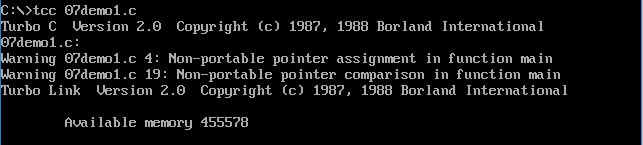 C:\>tcc 07demo1.c
Turbo C  Version 2.0  Copyright (c) 1987, 1988 Borland International
07demo1.c:
Warning 07demo1.c 4: Non-portable pointer assignment in function main
Warning 07demo1.c 19: Non-portable pointer comparison in function main
Turbo Link  Version 2.0  Copyright (c) 1987, 1988 Borland International
        Available memory 455578